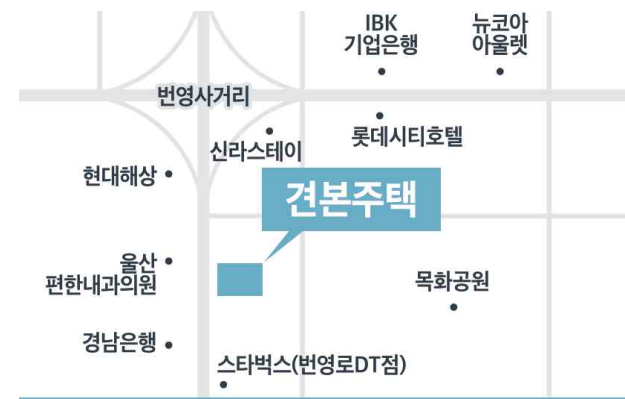 IBK
기업은행
뉴코아
아울렛
번영사거리
롯데시티호텔
신라스테이
현대해상
견본주택
울산
편한내과의원
목화공원
경남은행
스타벅스(번영로DT점)